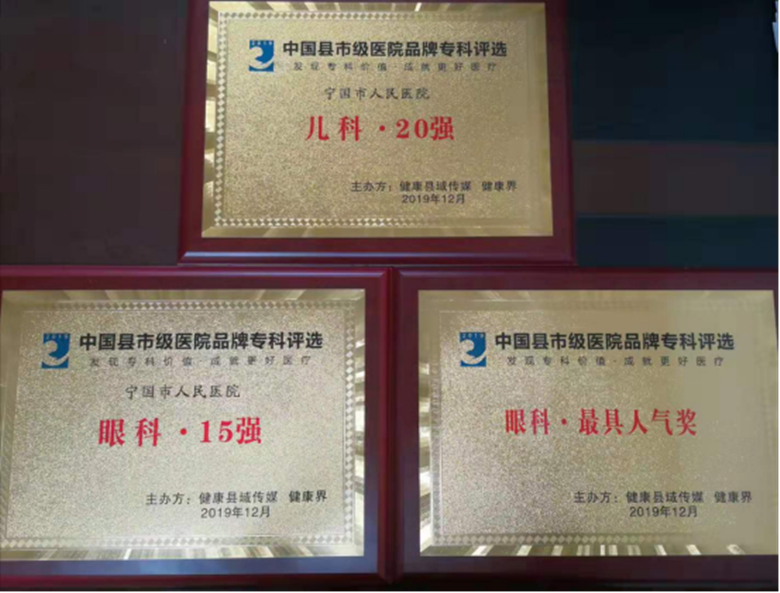 中国县市级医院品牌专科评选
发现专科价值·成就更好医疗
宁国市人民医院
儿科·20强
主办方：健康县域传媒 健康界
2019年12月
中国县市级医院品牌专科评选
发现专科价值·成就更好医疗
宁国市人民医院
眼科·15强
主办方：健康县域传媒 健康界
2019年12月
中国县市级医院品牌专科评选
发现专科价值·成就更好医疗
眼科·最具人气奖
主办方：健康县域传媒 健康界
2019年12月